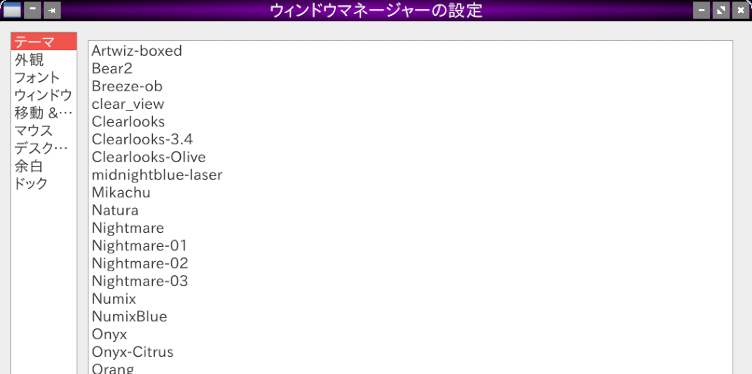 ウィンドウマネージャーの設定
テーマ
外観
フォント
ウィンドウ
移動 &…
マウス
デスク…
余白
ドック
Artwiz-boxed
Bear2
Breeze-ob
clear_view
Clearlooks
Clearlooks-3.4
Clearlooks-Olive
midnightblue-laser
Mikachu
Natura
Nightmare
Nightmare-01
Nightmare-02
Nightmare-03
Numix
NumixBlue
Onyx
Onyx-Citrus
Orang